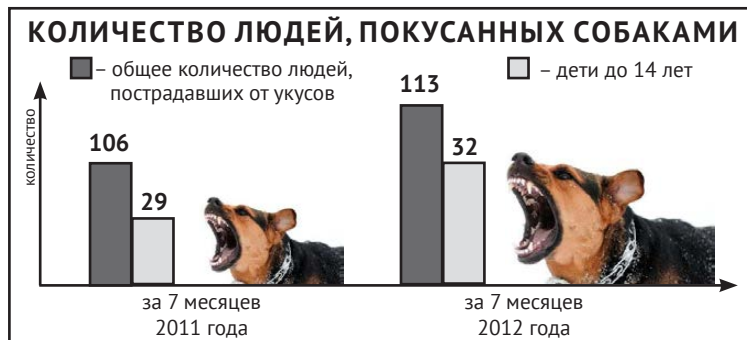 КОЛИЧЕСТВО ЛЮДЕЙ, ПОКУСАННЫХ СОБАКАМИ
– общее количество людей,
пострадавших от укусов
– дети до 14 лет
количество
106
29
113
32
за 7 месяцев
2011 года
за 7 месяцев
2012 года